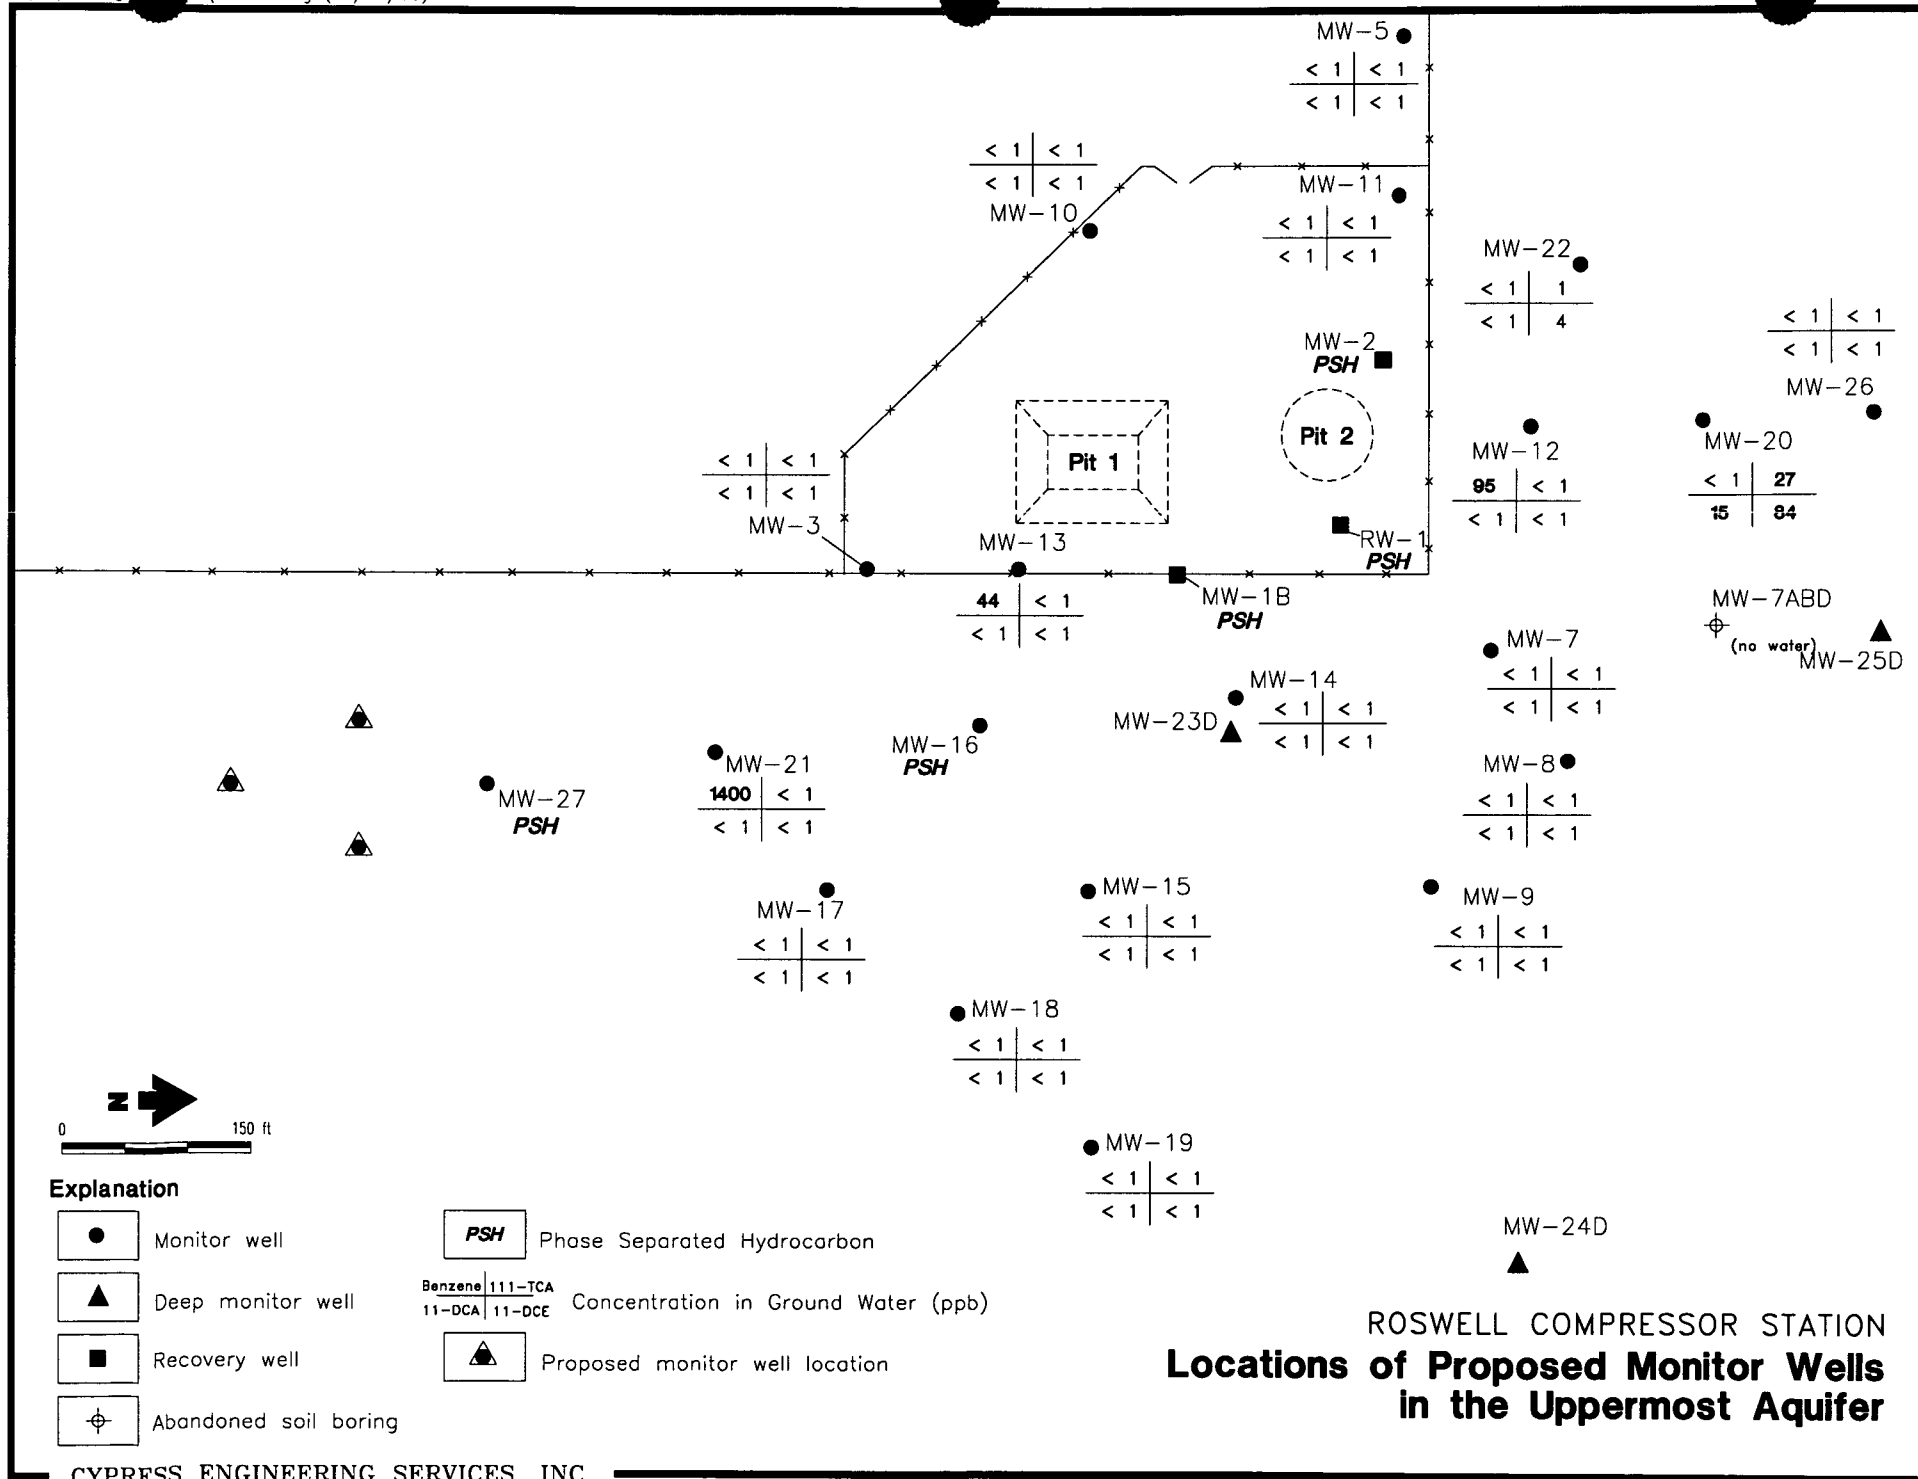 MW-5
< 1 | < 1
< 1 | < 1
< 1 | < 1
< 1 | < 1
MW-10
MW-11
< 1 | < 1
< 1 | < 1
MW-22
< 1 | 1
< 1 | 4
MW-2
PSH
< 1 | < 1
< 1 | < 1
MW-26
Pit 1
Pit 2
MW-12
95 | < 1
< 1 | < 1
MW-20
< 1 | 27
15 | 84
< 1 | < 1
< 1 | < 1
MW-3
MW-13
44 | < 1
< 1 | < 1
RW-1
PSH
MW-1B
PSH
MW-7ABD
(no water)
MW-25D
MW-7
< 1 | < 1
< 1 | < 1
MW-14
< 1 | < 1
< 1 | < 1
MW-23D
MW-16
PSH
MW-21
1400 | < 1
< 1 | < 1
MW-27
PSH
MW-8
< 1 | < 1
< 1 | < 1
MW-17
< 1 | < 1
< 1 | < 1
MW-15
< 1 | < 1
< 1 | < 1
MW-9
< 1 | < 1
< 1 | < 1
MW-18
< 1 | < 1
< 1 | < 1
MW-19
< 1 | < 1
< 1 | < 1
MW-24D
N
0 150 ft
Explanation
Monitor well
Deep monitor well
Recovery well
Abandoned soil boring
PSH Phase Separated Hydrocarbon
Benzene | 111-TCA
11-DCA | 11-DCE
Concentration in Ground Water (ppb)
Proposed monitor well location
ROSWELL COMPRESSOR STATION
Locations of Proposed Monitor Wells
in the Uppermost Aquifer
CYPRESS ENGINEERING SERVICES, INC